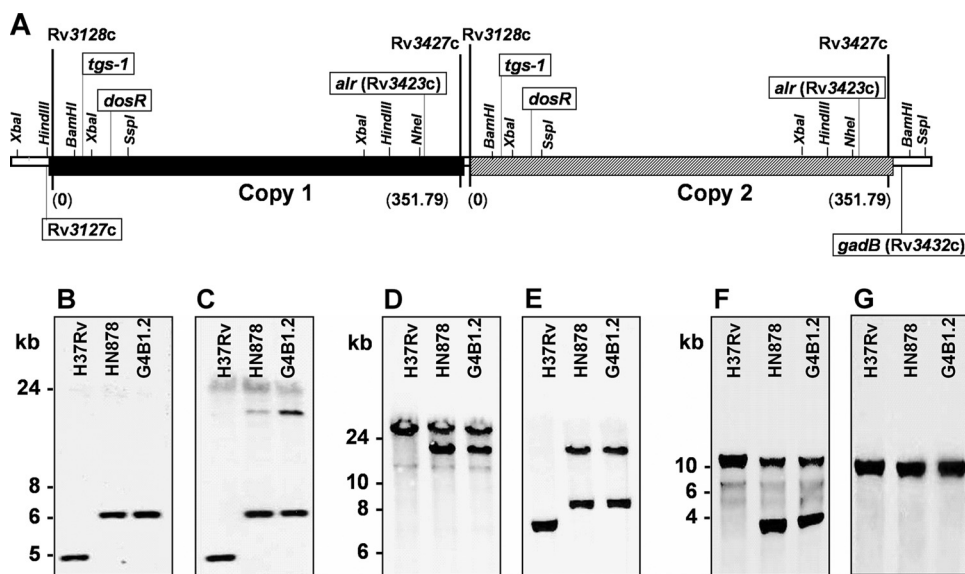 A
Rv3128c
Rv3427c
Rv3128c
Rv3427c
tgs-1
tgs-1
alr (Rv3423c)
alr (Rv3423c)
dosR
dosR
XbaI
HindIII
BamHI
XbaI
SspI
XbaI
HindIII
NheI
BamHI
XbaI
SspI
XbaI
HindIII
NheI
BamHI
SspI
(0)
Copy 1
(351.79)
(0)
Copy 2
(351.79)
Rv3127c
gadB (Rv3432c)
B
C
D
E
F
G
kb
H37Rv
HN878
G4B1.2
24
8
6
5
H37Rv
HN878
G4B1.2
kb
H37Rv
HN878
G4B1.2
24
10
8
6
H37Rv
HN878
G4B1.2
kb
H37Rv
HN878
G4B1.2
10
6
4
H37Rv
HN878
G4B1.2